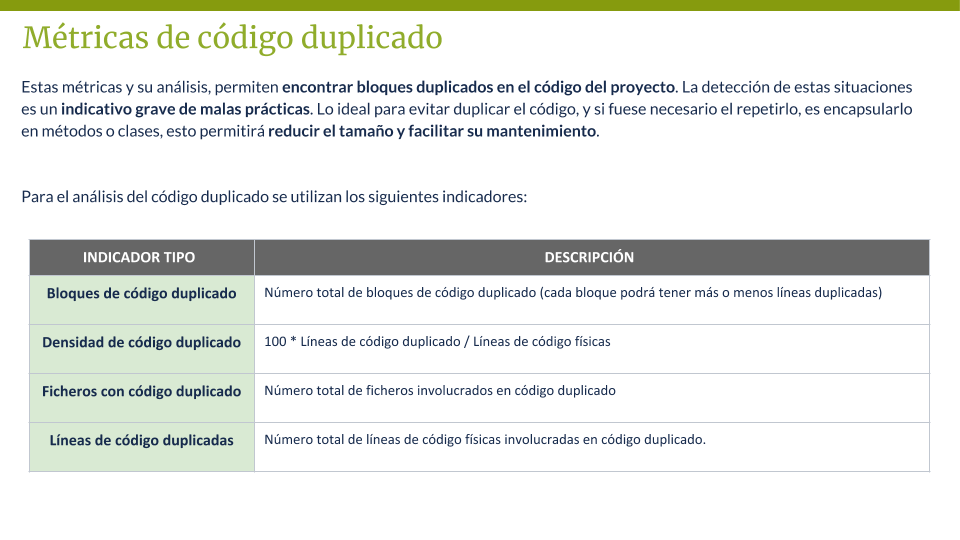 Métricas de código duplicado
Estas métricas y su análisis, permiten encontrar bloques duplicados en el código del proyecto. La detección de estas situaciones
es un indicativo grave de malas prácticas. Lo ideal para evitar duplicar el código, y si fuese necesario el repetirlo, es encapsularlo
en métodos o clases, esto permitirá reducir el tamaño y facilitar su mantenimiento.
Para el análisis del código duplicado se utilizan los siguientes indicadores:
INDICADOR TIPO DESCRIPCIÓN
Bloques de código duplicado Número total de bloques de código duplicado (cada bloque podrá tener más o menos líneas duplicadas)
Densidad de código duplicado 100 * Líneas de código duplicado / Líneas de código físicas
Ficheros con código duplicado Número total de ficheros involucrados en código duplicado
Líneas de código duplicadas Número total de líneas de código físicas involucradas en código duplicado.